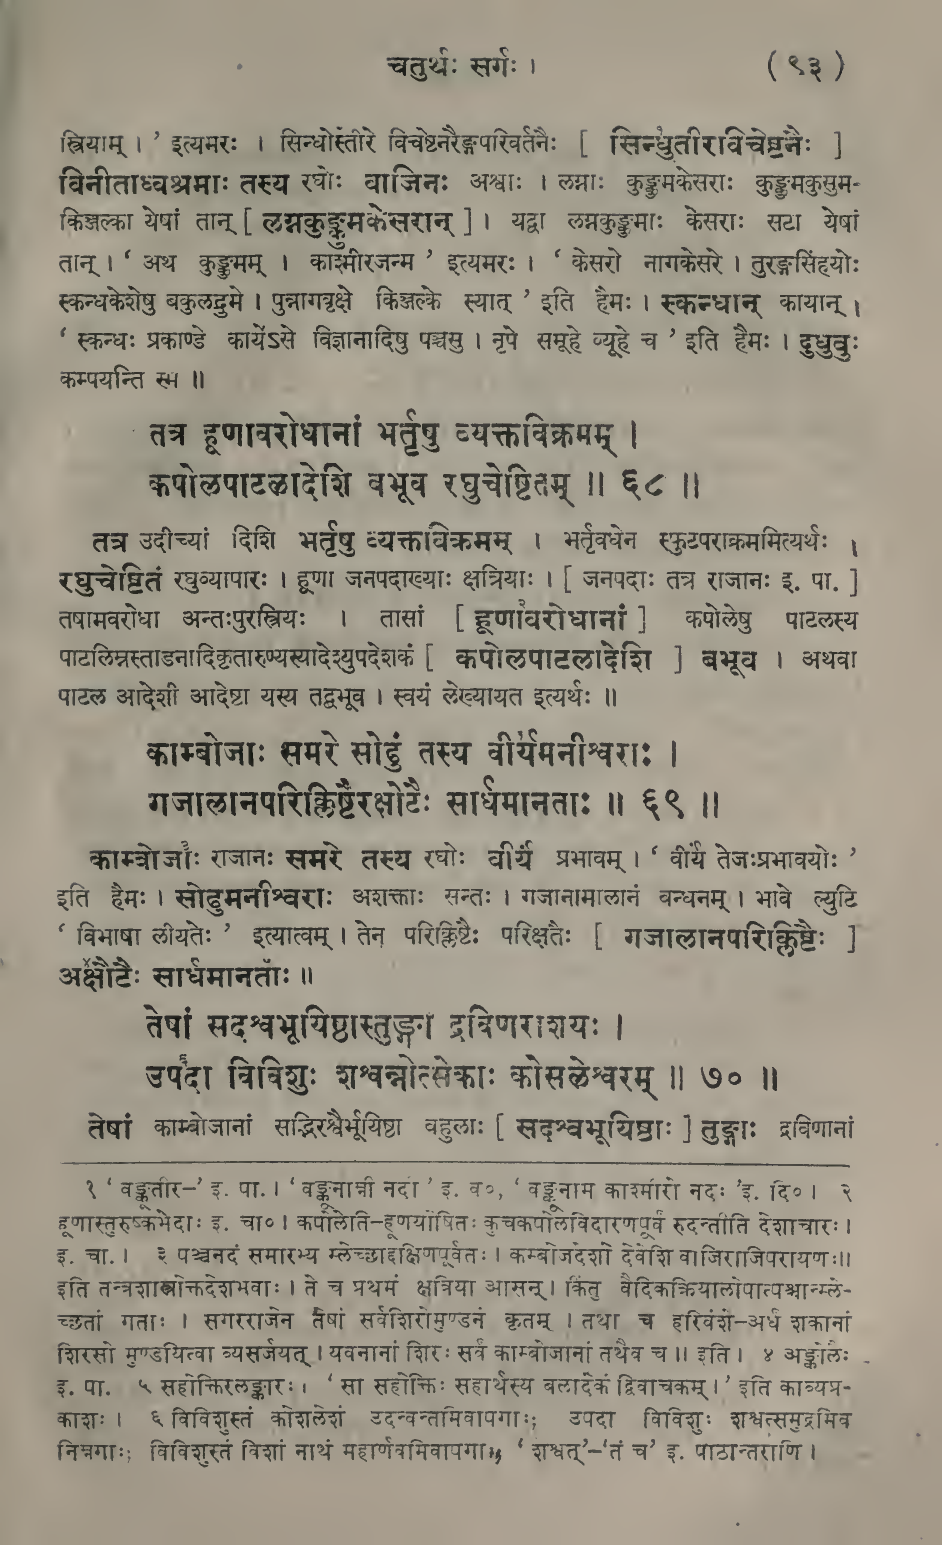 चतुर्थः सर्गः ।
( ९३ )
स्त्रियाम् । ’ इत्यमरः । सिन्धोस्तीरे विचेष्टनरैङ्गपरिवर्तनैः [ सिन्धुतीरविचेष्टनैः ]
विनीताध्वश्रमाः तस्य रघोः वाजिनः अश्वाः । लग्नाः कुङ्कुमकेसराः कुङ्कुमकुसुम-
किञ्जल्का येषां तान् [ लग्नकुङ्कुमकेसरान् ] । यद्वा लग्नकुङ्कुमाः केसराः सटा येषां
तान् । ‘ अथ कुङ्कुमम् । काश्मीरजन्म ’ इत्यमरः । ‘ केसरो नागकेसरे । तुरङ्गसिंहयोः
स्कन्धकेशेषु बकुलद्रुमे । पुन्नागवृक्षे किञ्जल्के स्यात् ’ इति हैमः । स्कन्धान् कायान् ।
‘ स्कन्धः प्रकाण्डे कायेंऽसे विज्ञानादिषु पञ्चसु । नृपे समूहे व्यूहे च ’ इति हैमः । दुधुवुः
कम्पयन्ति स्म ॥
तत्र हूणावरोधानां भर्तृषु व्यक्तविक्रमम् ।
कपोलपाटलादेशि बभूव रघुचेष्टितम् ॥ ६८ ॥
तत्र उदीच्यां दिशि भर्तृषु व्यक्तविक्रमम् । भर्तृवधेन स्फुटपराक्रममित्यर्थः ।
रघुचेष्टितं रघुव्यापारः । हूणा जनपदाख्याः क्षत्रियाः । [ जनपदाः तत्र राजानः इ. पा. ]
तषामवरोधा अन्तःपुरस्त्रियः । तासां [ हूणा२वरोधानां ] कपोलेषु पाटलस्य
पाटलिम्नस्ताडनादिकृतारुण्यस्यादेश्युपदेशकं [ कपोलपाटलादेशि ] बभूव । अथवा
पाटल आदेशी आदेष्टा यस्य तद्बभूव । स्वयं लेख्यायत इत्यर्थः ॥
काम्बोजाः समरे सोढुं तस्य वीर्यमनीश्वराः ।
गजालानपरिक्लिष्टैरक्षोटैः सार्धमानताः ॥ ६९ ॥
काम्बोजा३ः राजानः समरे तस्य रघोः वीर्यं प्रभावम् । ‘ वीर्यं तेजःप्रभावयोः ’
इति हैमः । सोढुमनीश्वराः अशक्ताः सन्तः । गजानामालानं बन्धनम् । भावे ल्युटि
‘ विभाषा लीयतेः ’ इत्यात्वम् । तेन परिक्लिष्टैः परिक्षतैः [ गजालानपरिक्लिष्टैः ]
अ४क्षोटैः सार्धमानता५ः ॥
तेषां सदश्वभूयिष्ठास्तुङ्गा द्रविणराशयः ।
उप६दा विविशुः शश्वन्नोत्सेकाः कोसलेश्वरम् ॥ ७० ॥
तेषां काम्बोजानां सद्भिरश्वैर्भूयिष्ठा बहुलाः [ सदश्वभूयिष्ठाः ] तुङ्गाः द्रविणानां
१ ‘ वङ्कूतीर–’ इ. पा. । ‘ वङ्कूनाम्नी नदी ’ इ. व०, ‘ वङ्कूनाम काश्मीरो नदः ’इ. दि० । २
हूणास्तुरुष्कभेदाः इ. चा० । कपोलेति–हूणयोषितः कुचकपोलविदारणपूर्वं रुदन्तीति देशाचारः ।
इ. चा. । ३ पञ्चनदं समारभ्य म्लेच्छाद्दक्षिणपूर्वतः । कम्बोजदेशो देवेशि वाजिराजिपरायणः॥
इति तन्त्रशास्त्रोक्तदेशभवाः । ते च प्रथमं क्षत्रिया आसन् । किंतु वैदिकक्रियालोपात्पश्चान्म्ले-
च्छतां गताः । सगरराजेन तेषां सर्वशिरोमुण्डनं कृतम् । तथा च हरिवंशे–अर्धं शकानां
शिरसो मुण्डयित्वा व्यसर्जयत् । यवनानां शिरः सर्वं काम्बोजानां तथैव च ॥ इति । ४ अङ्कोलैः
इ. पा. ५ सहोक्तिरलङ्कारः । ‘ सा सहोक्तिः सहार्थस्य बलादेकं द्विवाचकम् । ’ इति काव्यप्र-
काशः । ६ विविशुस्तं कोशलेशं उदन्वन्तमिवापगाः; उपदा विविशुः शश्वत्समुद्रमिव
निम्नगाः; विविशुस्तं विशां नाथं महार्णवमिवापगाः; ‘ शश्वत्’–‘तं च’ इ. पाठान्तराणि ।